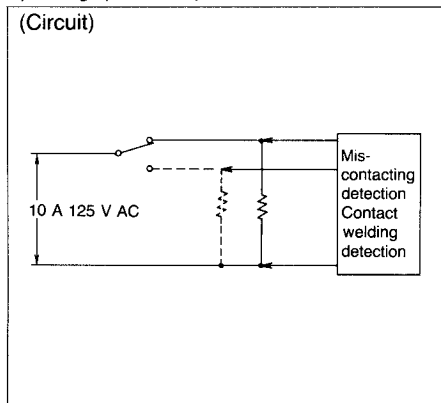 (Circuit)
Mis-
contacting
detection
Contact
welding
detection
10 A 125 V AC